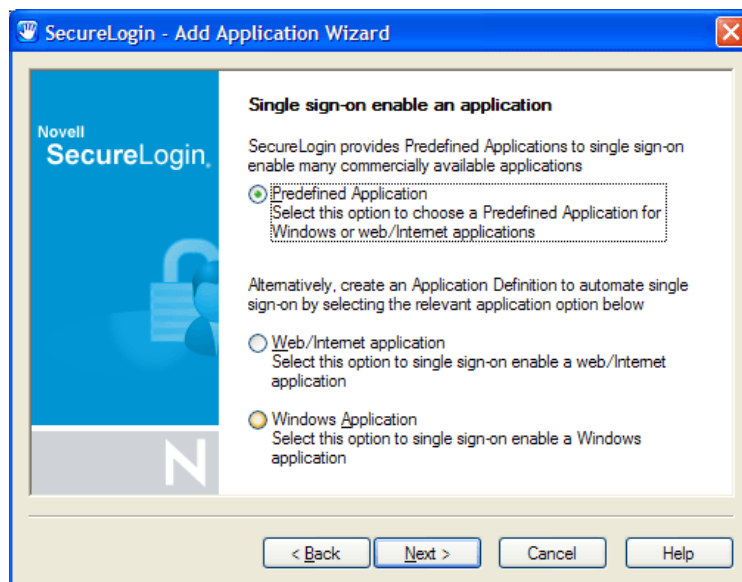 SecureLogin - Add Application Wizard
Novell
SecureLogin.
Single sign-on enable an application
SecureLogin provides Predefined Applications to single sign-on
enable many commercially available applications
Predefined Application
Select this option to choose a Predefined Application for
Windows or web/Internet applications
Alternatively, create an Application Definition to automate single
sign-on by selecting the relevant application option below
Web/Internet application
Select this option to single sign-on enable a web/Internet
application
Windows Application
Select this option to single sign-on enable a Windows
application
N
< Back Next > Cancel Help